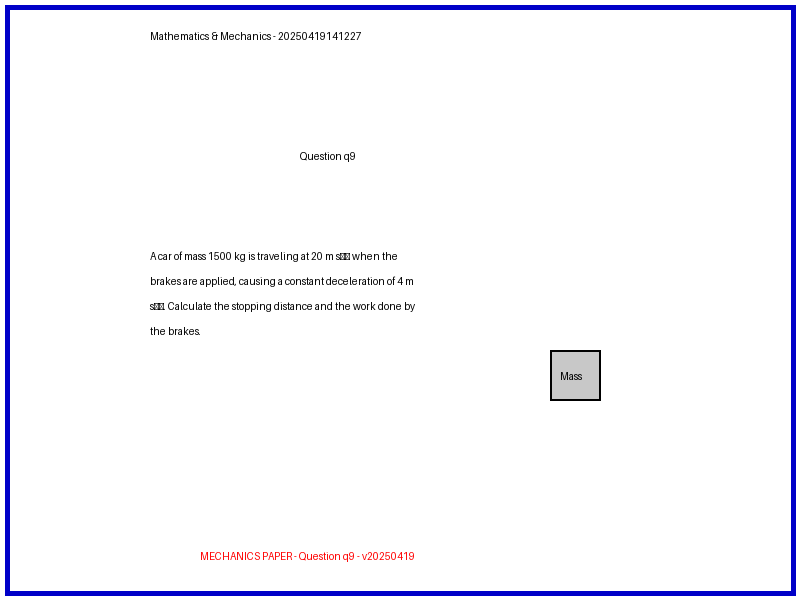 Mathematics & Mechanics - 20250419141227
Question q9
A car of mass 1500 kg is traveling at 20 m s▯▯ when the
brakes are applied, causing a constant deceleration of 4 m
s▯▯. Calculate the stopping distance and the work done by
the brakes.
Mass
MECHANICS PAPER - Question q9 - v20250419